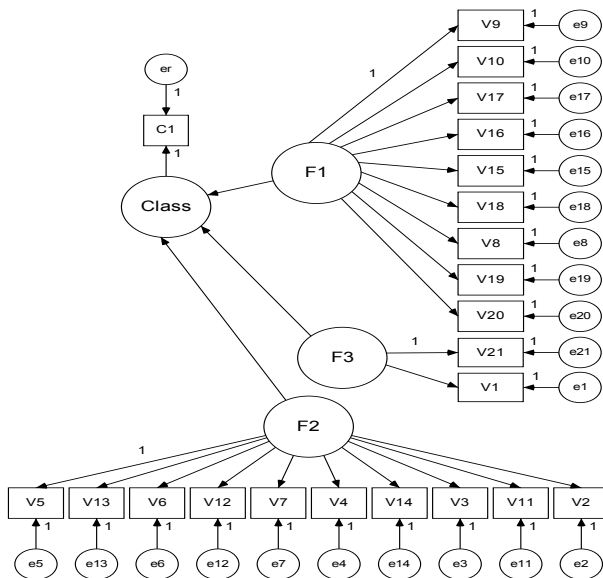 V9 1 e9
er V10 1 e10
1 1 V17 1 e17
C1 V16 1 e16
1 F1 V15 1 e15
Class V18 1 e18
V8 1 e8
V19 1 e19
V20 1 e20
F3 1 V21 1 e21
V1 1 e1
F2
1
V5 V13 V6 V12 V7 V4 V14 V3 V11 V2
1 1 1 1 1 1 1 1 1 1
e5 e13 e6 e12 e7 e4 e14 e3 e11 e2